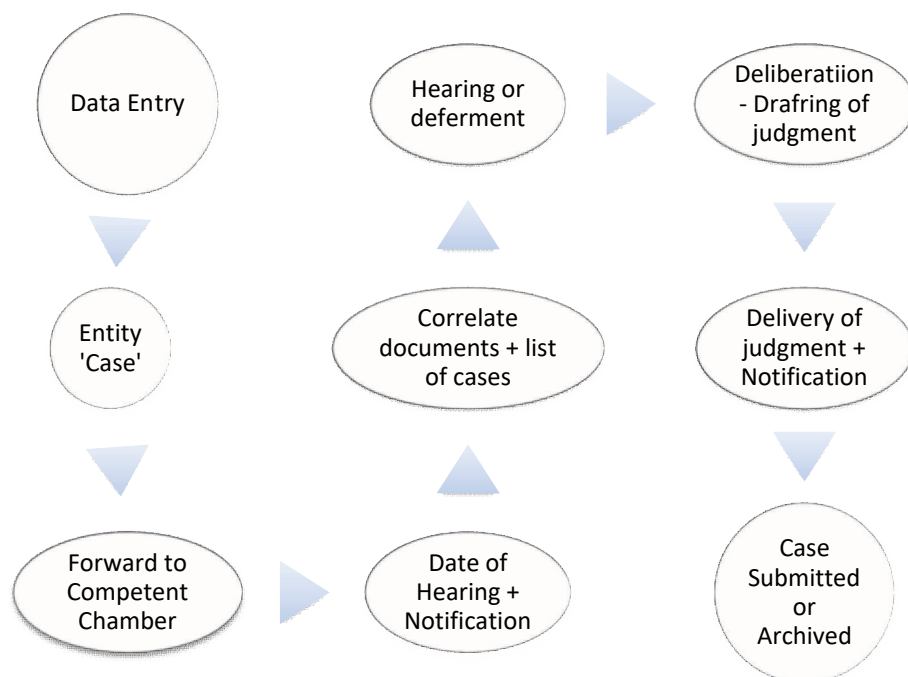 Data Entry
Entity
'Case'
Forward to
Competent
Chamber
Date of
Hearing +
Notification
Correlate
documents + list
of cases
Hearing or
deferment
Deliberatiion
- Drafring of
judgment
Delivery of
judgment +
Notification
Case
Submitted
or
Archived